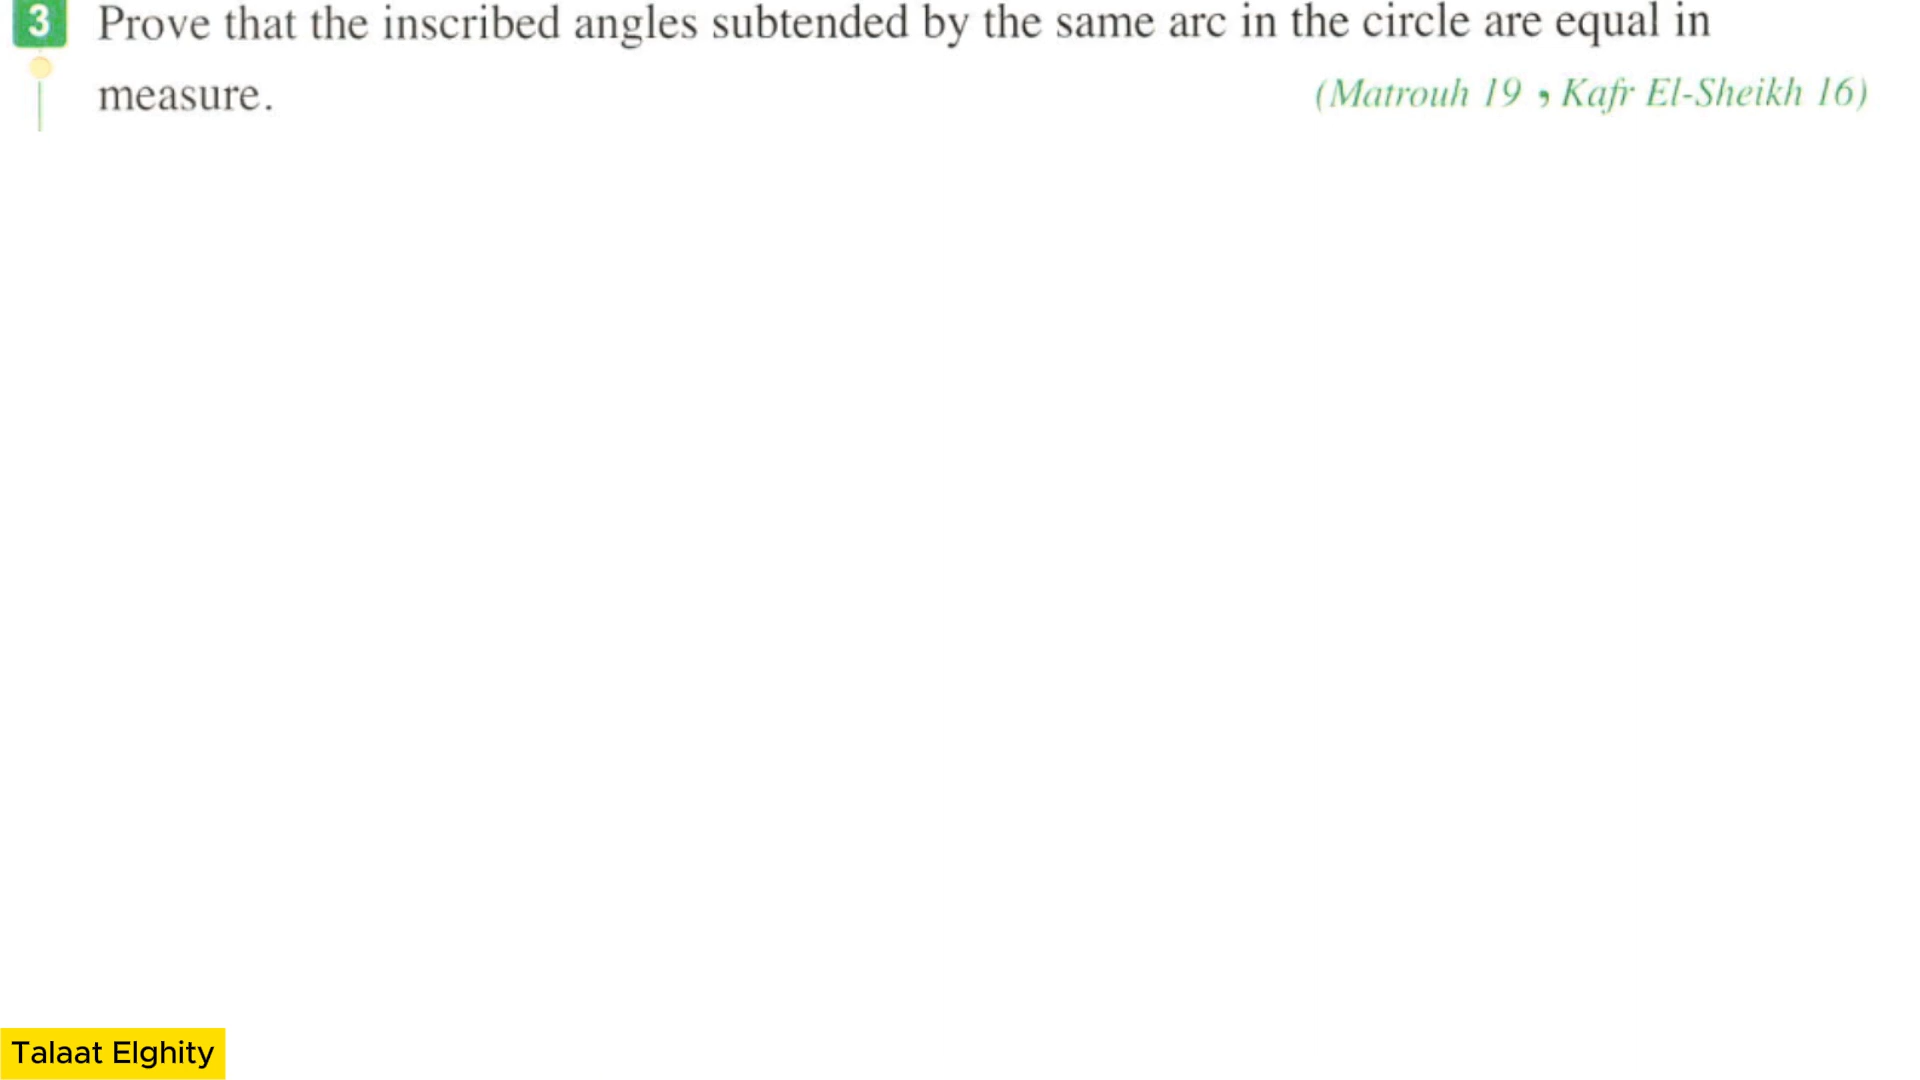 3 Prove that the inscribed angles subtended by the same arc in the circle are equal in
measure. (Matrouh 19 , Kafr El-Sheikh 16)
Talaat Elghity